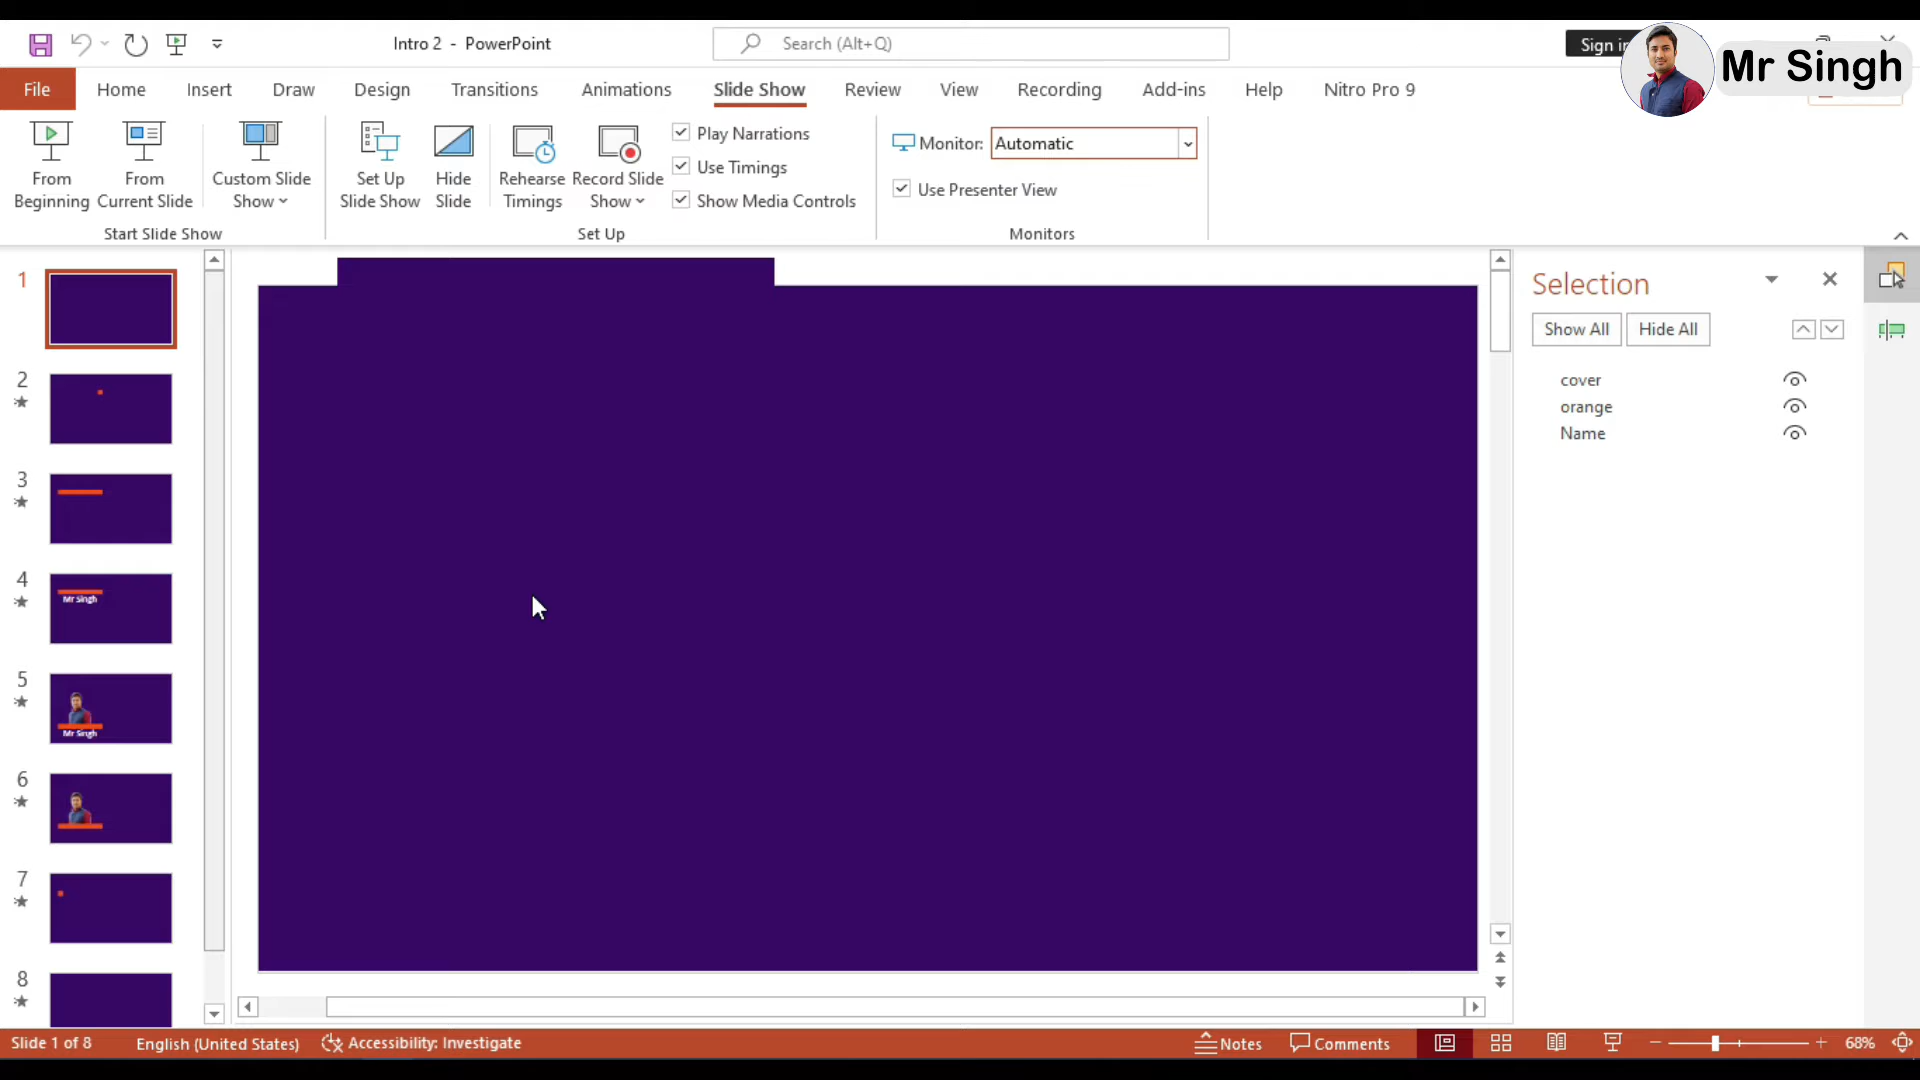 Intro 2 - PowerPoint
Search (Alt+Q)
Sign in
Mr Singh
File Home Insert Draw Design Transitions Animations Slide Show Review View Recording Add-ins Help Nitro Pro 9
From Beginning
From Current Slide
Custom Slide Show
Start Slide Show
Set Up Slide Show
Hide Slide
Rehearse Timings
Record Slide Show
Play Narrations
Use Timings
Show Media Controls
Set Up
Monitor: Automatic
Use Presenter View
Monitors
1
2
3
4
Mr Singh
5
Mr Singh
6
7
8
Selection
Show All Hide All
cover
orange
Name
Slide 1 of 8 English (United States) Accessibility: Investigate Notes Comments 68%